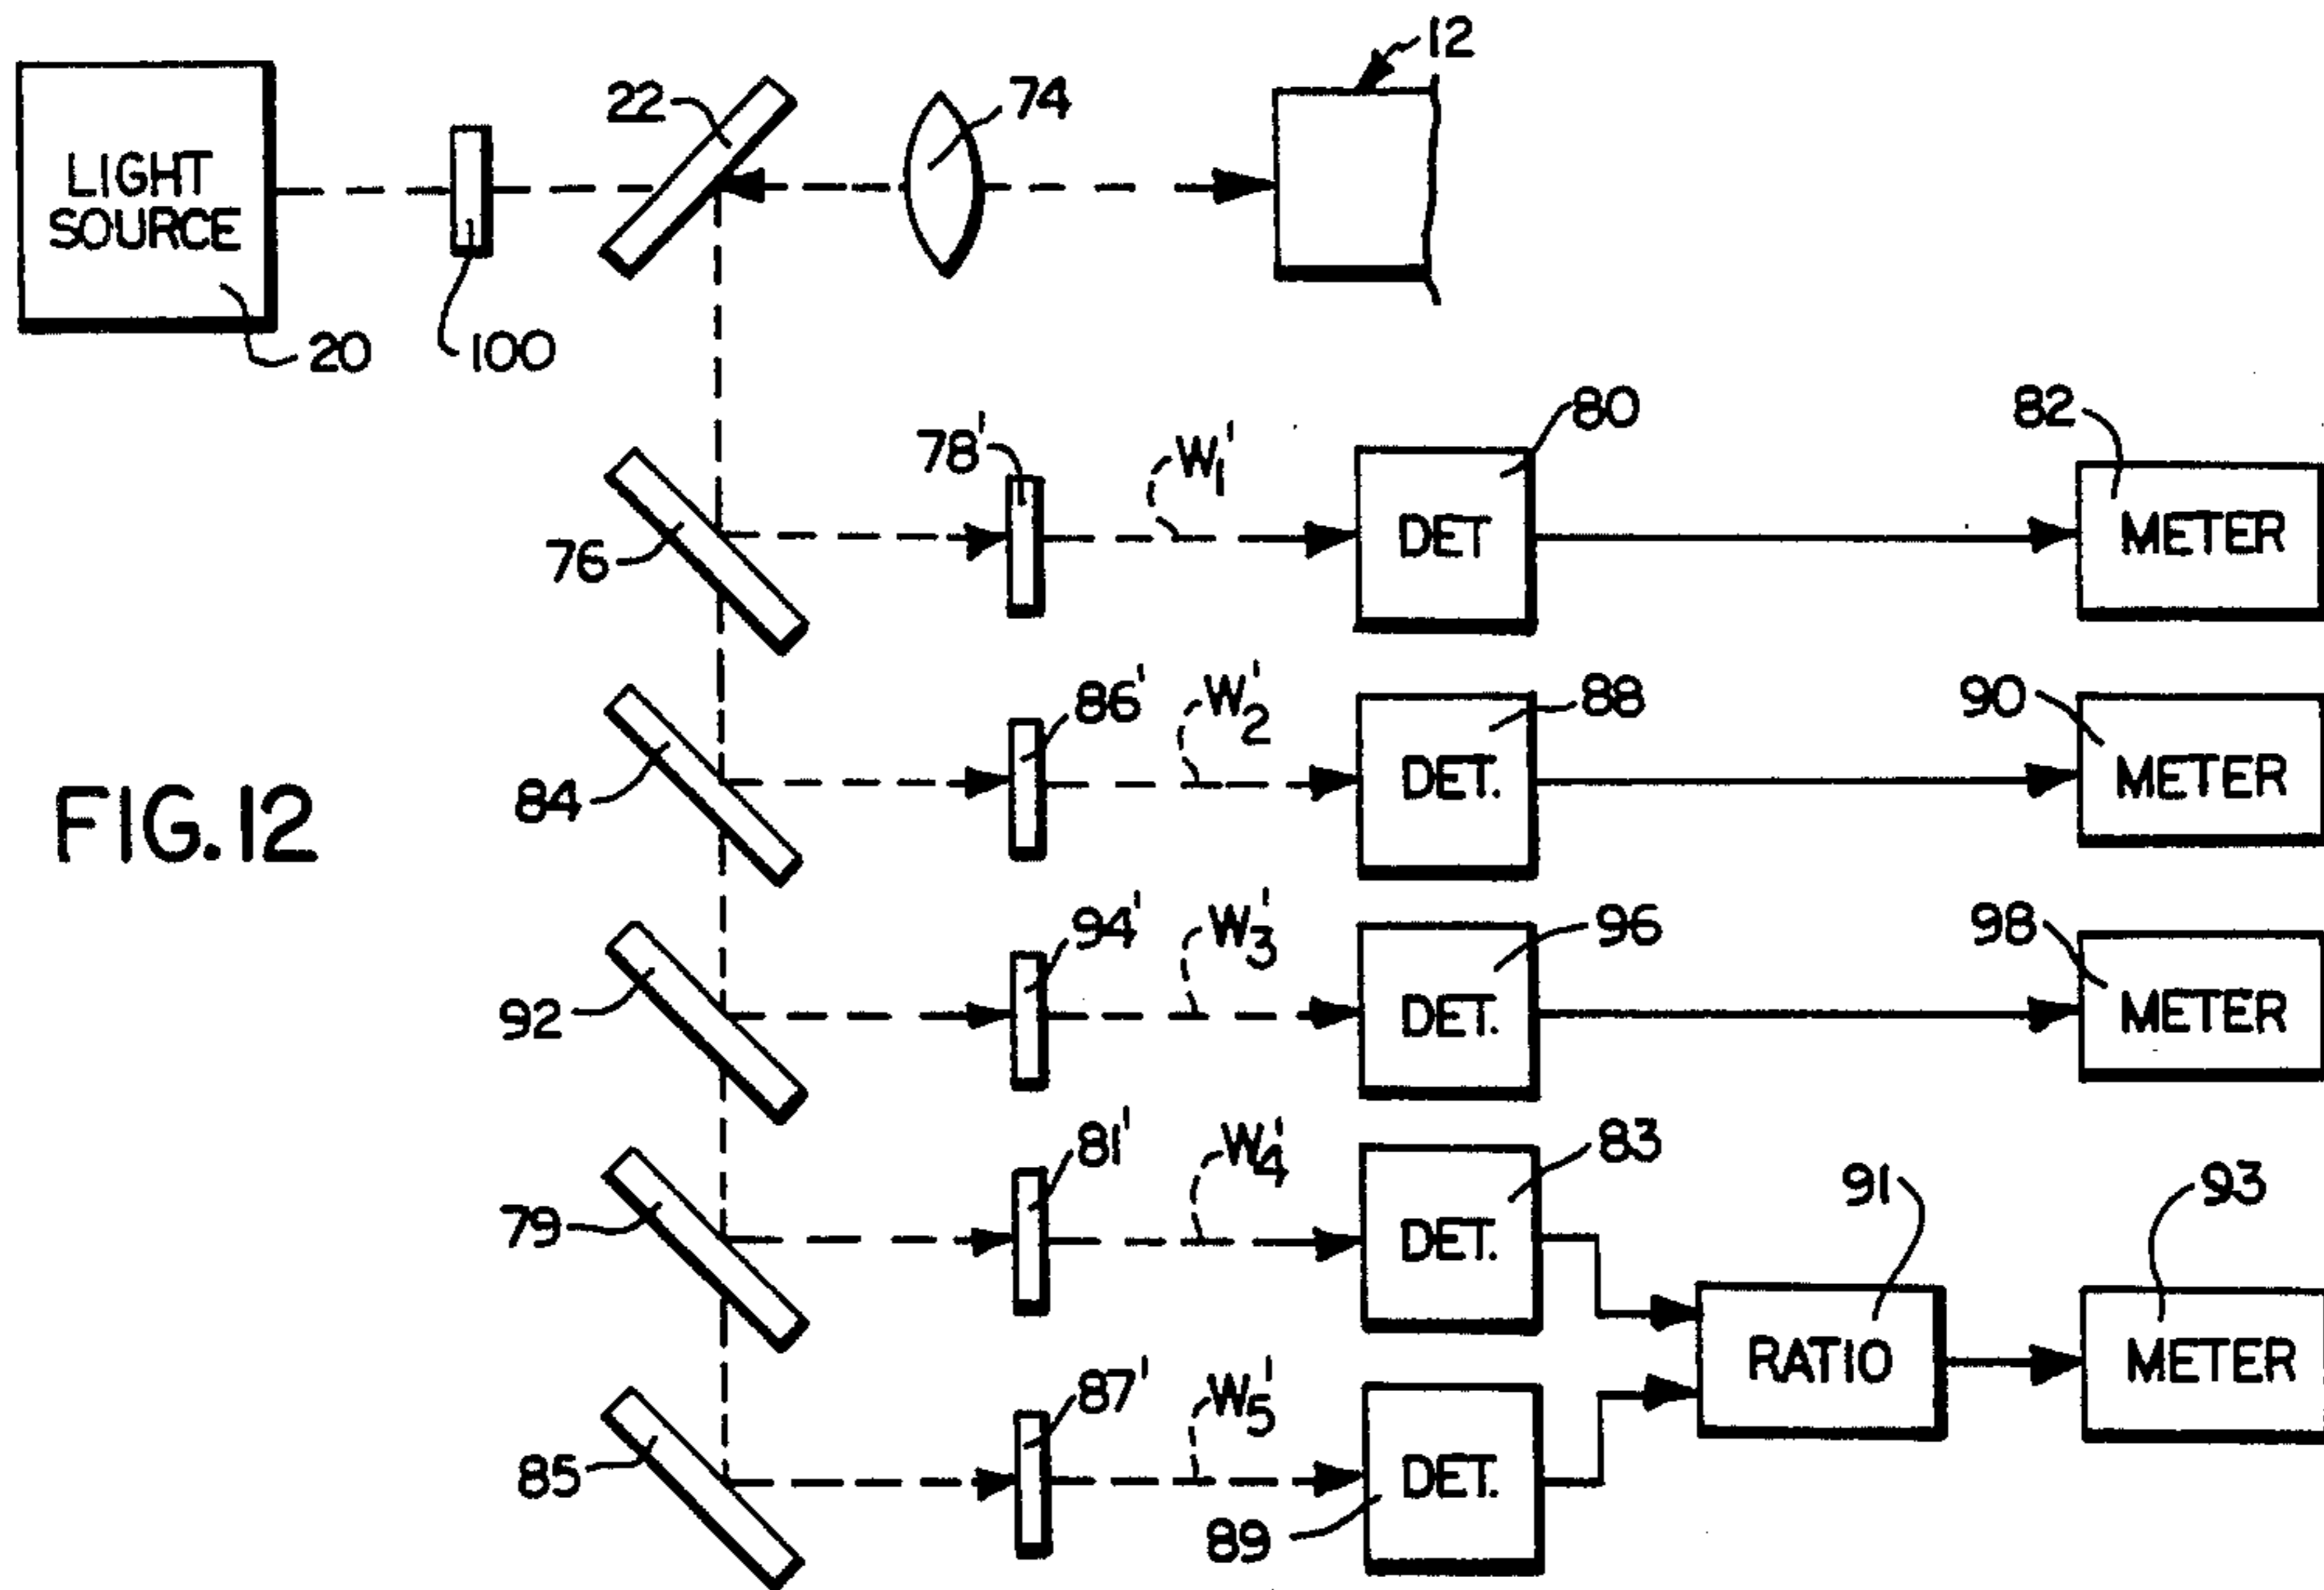 12
22
74
LIGHT
SOURCE
20
100
80
82
78'
W1'
DET
METER
76
86'
W2'
88
90
DET.
METER
84
FIG.12
94'
W3'
96
98
DET.
METER
92
81'
W4'
83
91
93
DET.
79
RATIO
METER
87'
W5'
DET.
85
89